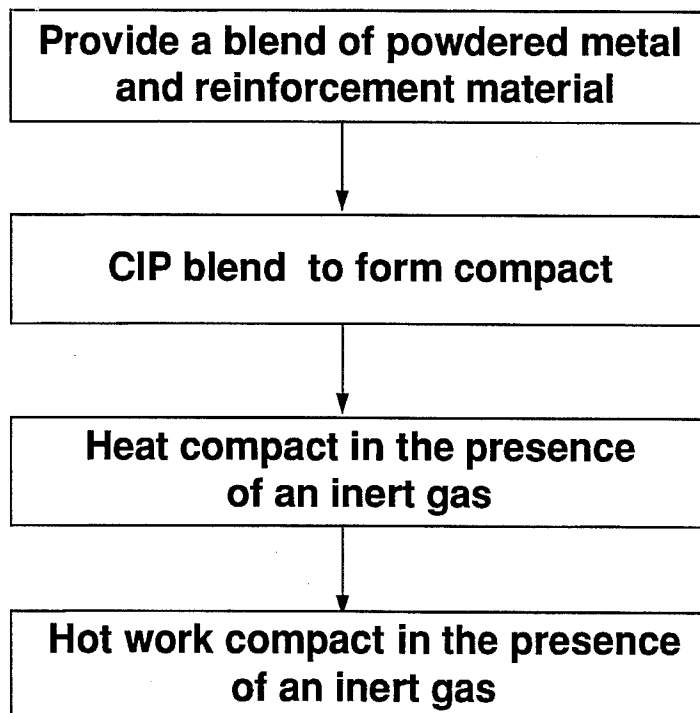 Provide a blend of powdered metal
and reinforcement material
CIP blend to form compact
Heat compact in the presence
of an inert gas
Hot work compact in the presence
of an inert gas